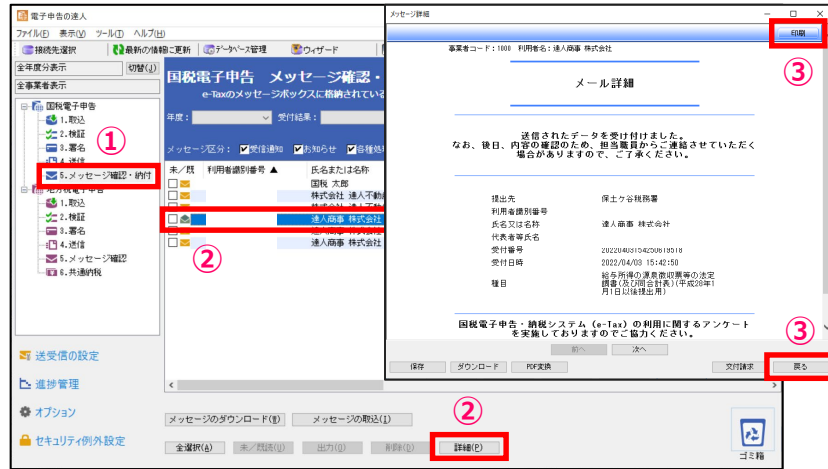 電子申告の達人
ファイル(F) 表示(V) ツール(T) ヘルプ(H)
接続先選択 最新の情報に更新 データベース管理 ウィザード
全年度分表示 切替(J)
全事業者表示
国税電子申告
1.取込
2.検証
3.署名
4.送信
5.メッセージ確認・納付
地方税電子申告
1.取込
2.検証
3.署名
4.送信
5.メッセージ確認
6.共通納税
①
送受信の設定
進捗管理
オプション
セキュリティ例外設定
国税電子申告 メッセージ確認・
e-Taxのメッセージボックスに格納されている
年度: 受付結果:
メッセージ区分: 受信通知 お知らせ 各種処
未/既 利用者識別番号 ▲ 氏名または名称
国税 太郎
株式会社 達人不動産
達人商事 株式会社
達人商事 株式会社
②
②
メッセージのダウンロード(M) メッセージの取込(I)
全選択(A) 未/既読(U) 出力(O) 削除(D) 詳細(P)
ゴミ箱
メッセージ詳細
印刷
③
事業者コード:1000 利用者名:達人商事 株式会社
メール詳細
送信されたデータを受け付けました。
なお、後日、内容の確認のため、担当職員からご連絡させていただく
場合がありますので、ご了承ください。
提出先 保土ケ谷税務署
利用者識別番号
氏名又は名称 達人商事 株式会社
代表者等氏名
受付番号 20220403154250619518
受付日時 2022/04/03 15:42:50
種目 給与所得の源泉徴収票等の法定
調書(及び同合計表)(平成28年1
月1日以後提出用)
国税電子申告・納税システム(e-Tax)の利用に関するアンケート
を実施しておりますのでご協力ください。
③
前へ 次へ
保存 ダウンロード PDF変換 交付請求 戻る